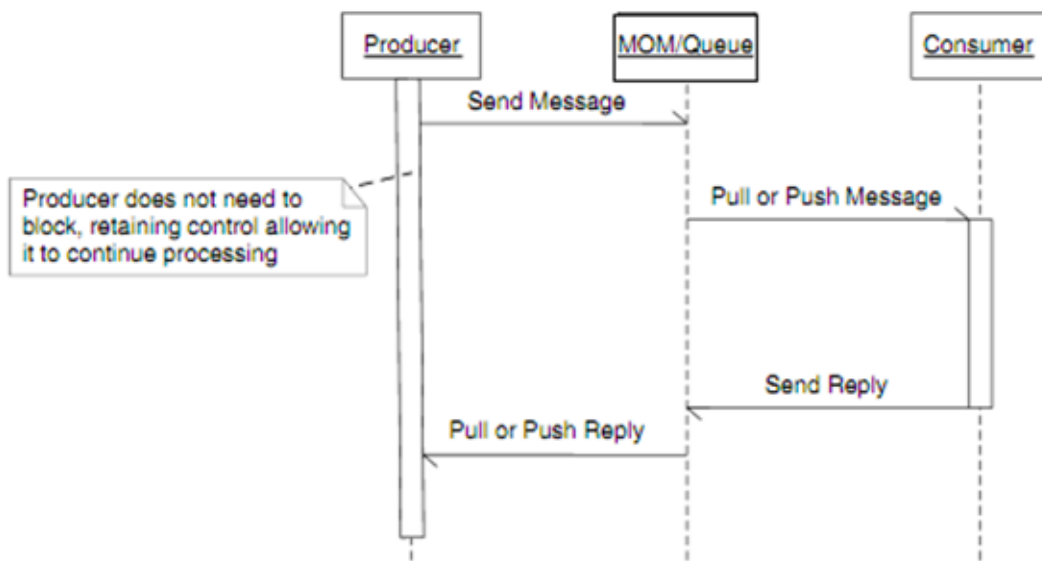 Producer
MOM/Queue
Consumer
Send Message
Producer does not need to
block, retaining control allowing
it to continue processing
Pull or Push Message
Send Reply
Pull or Push Reply